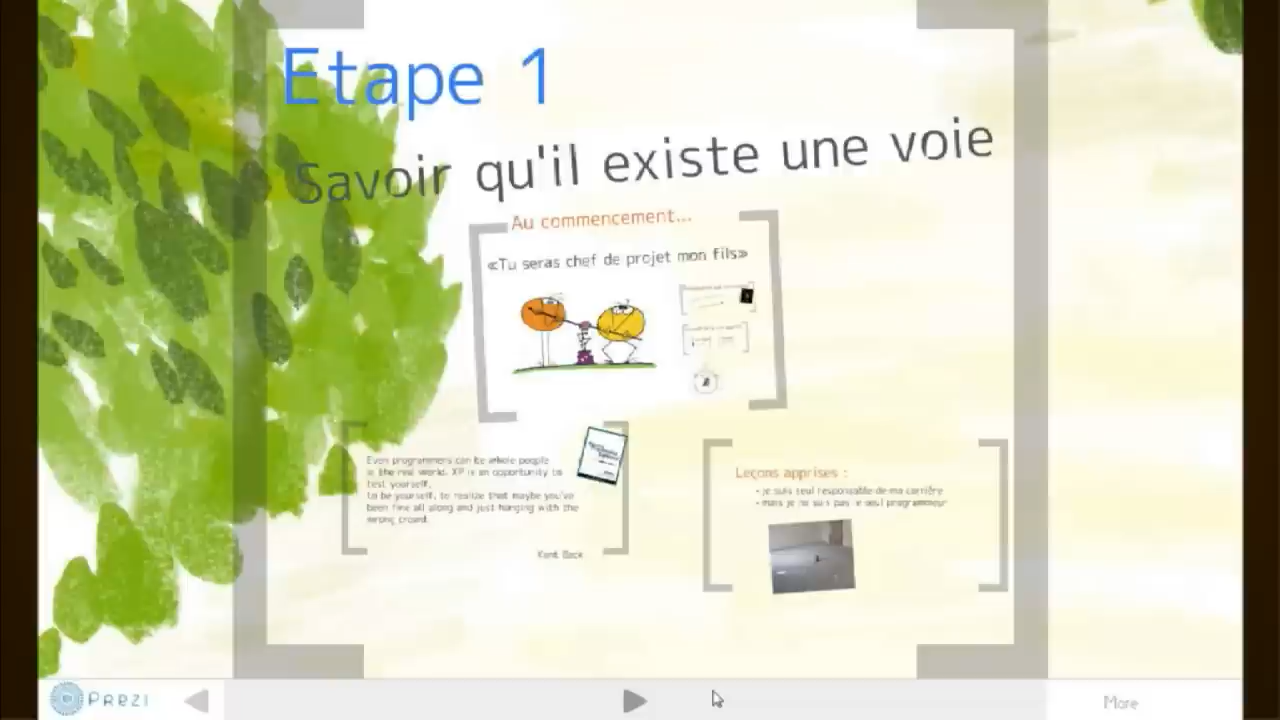 Etape 1
Savoir qu'il existe une voie
Au commencement...
«Tu seras chef de projet mon fils»
Even programmers can be whole people
in the real world. XP is an opportunity to
test yourself,
to be yourself, to realize that maybe you've
been fine all along and just hanging with the
wrong crowd.
Kent Beck
Leçons apprises :
- je suis seul responsable de ma carrière
- mais je ne suis pas le seul programmeur
Prezi
More